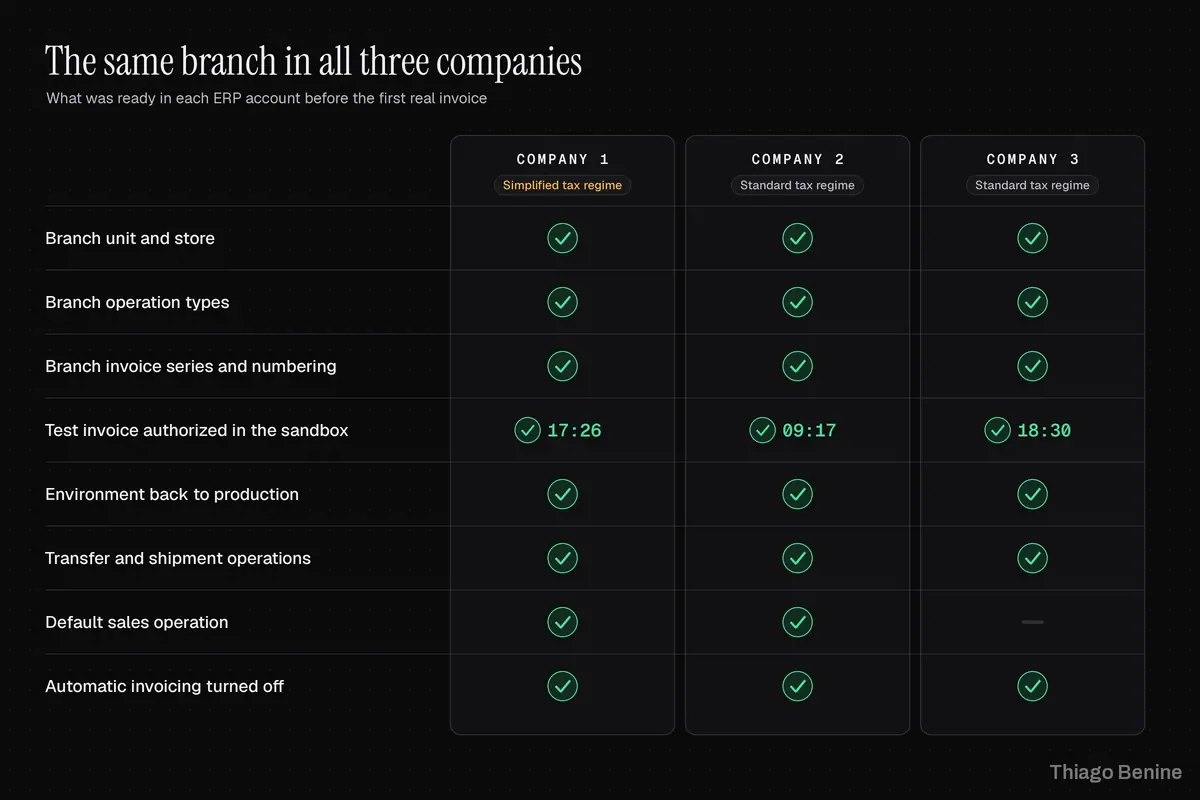 The same branch in all three companies
What was ready in each ERP account before the first real invoice
COMPANY 1 COMPANY 2 COMPANY 3
Simplified tax regime Standard tax regime Standard tax regime
Branch unit and store
Branch operation types
Branch invoice series and numbering
Test invoice authorized in the sandbox 17:26 09:17 18:30
Environment back to production
Transfer and shipment operations
Default sales operation
Automatic invoicing turned off
Thiago Benine